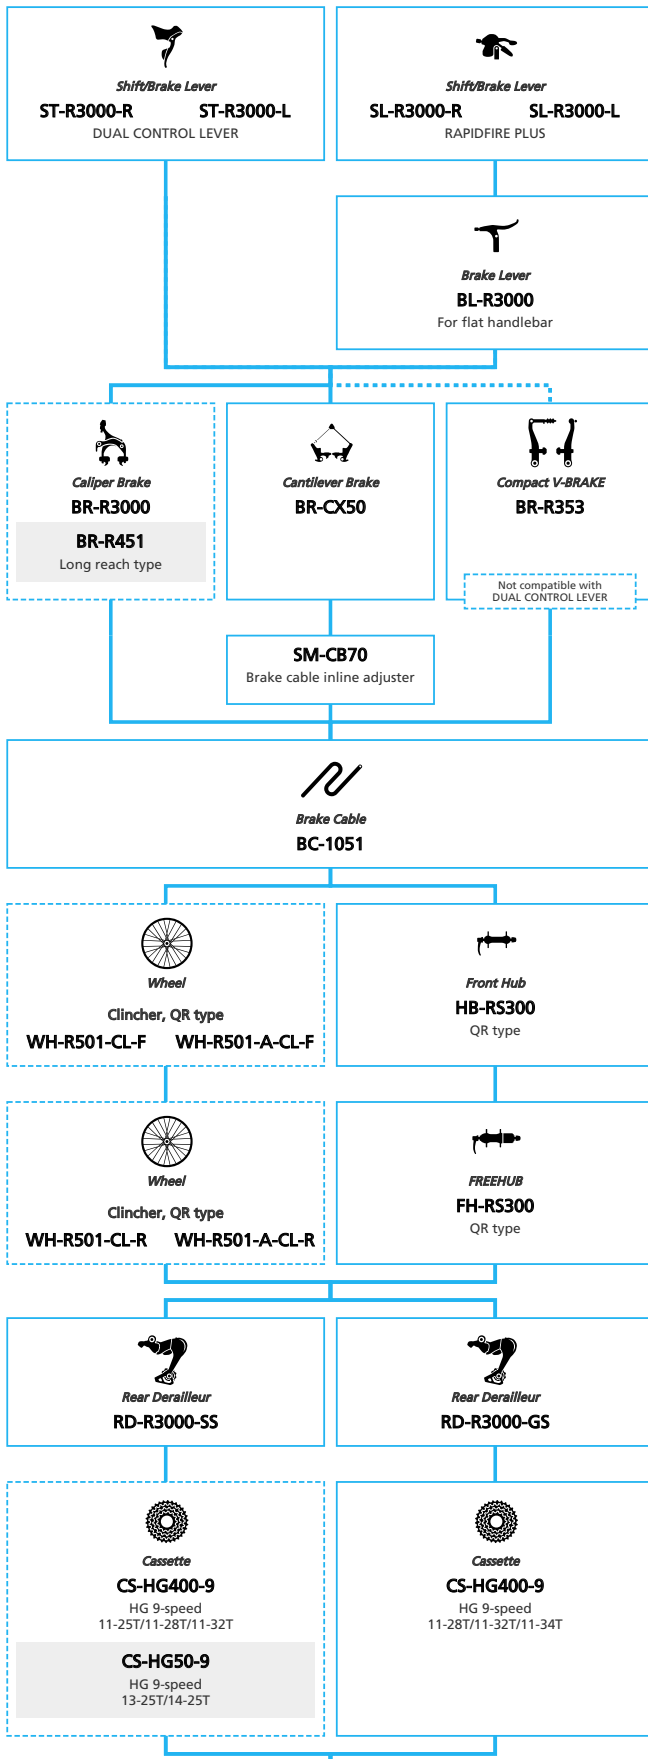 Shift/Brake Lever
ST-R3000-R ST-R3000-L
DUAL CONTROL LEVER
Shift/Brake Lever
SL-R3000-R SL-R3000-L
RAPIDFIRE PLUS
Brake Lever
BL-R3000
For flat handlebar
Caliper Brake
BR-R3000
BR-R451
Long reach type
Cantilever Brake
BR-CX50
Compact V-BRAKE
BR-R353
Not compatible with
DUAL CONTROL LEVER
SM-CB70
Brake cable inline adjuster
Brake Cable
BC-1051
Wheel
Clincher, QR type
WH-R501-CL-F WH-R501-A-CL-F
Front Hub
HB-RS300
QR type
Wheel
Clincher, QR type
WH-R501-CL-R WH-R501-A-CL-R
FREEHUB
FH-RS300
QR type
Rear Derailleur
RD-R3000-SS
Rear Derailleur
RD-R3000-GS
Cassette
CS-HG400-9
HG 9-speed
11-25T/11-28T/11-32T
CS-HG50-9
HG 9-speed
13-25T/14-25T
Cassette
CS-HG400-9
HG 9-speed
11-28T/11-32T/11-34T